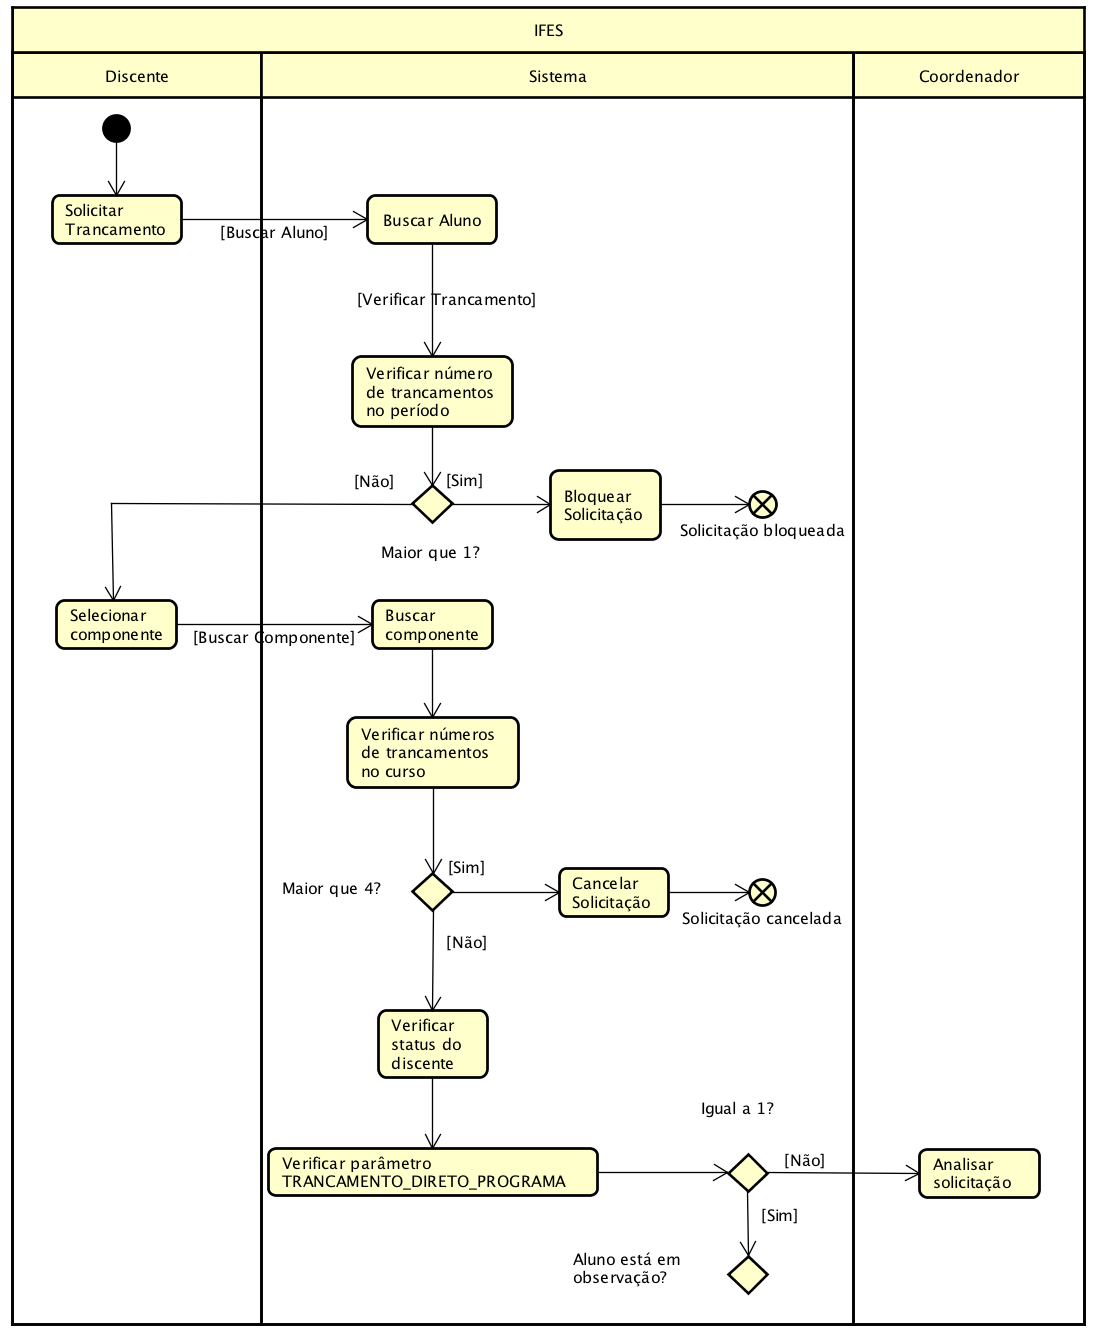 IFES
Discente
Sistema
Coordenador
Solicitar
Trancamento
[Buscar Aluno]
Buscar Aluno
[Verificar Trancamento]
Verificar número
de trancamentos
no período
[Não]
[Sim]
Bloquear
Solicitação
Solicitação bloqueada
Maior que 1?
Selecionar
componente
[Buscar Componente]
Buscar
componente
Verificar números
de trancamentos
no curso
Maior que 4?
[Sim]
Cancelar
Solicitação
Solicitação cancelada
[Não]
Verificar
status do
discente
Verificar parâmetro
TRANCAMENTO_DIRETO_PROGRAMA
Igual a 1?
[Não]
Analisar
solicitação
[Sim]
Aluno está em
observação?